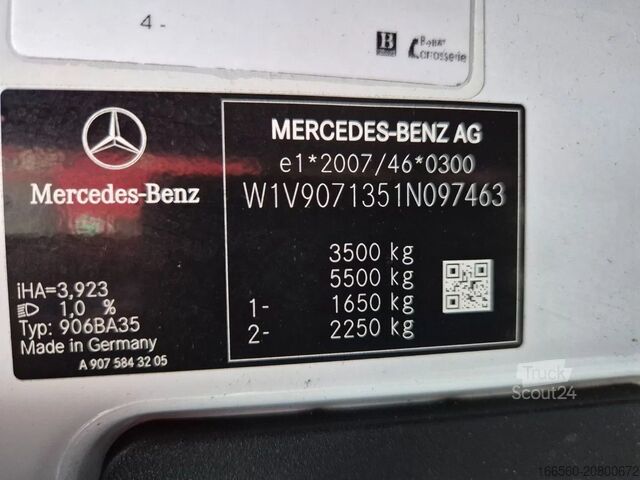 4 -
B
Carrosserie
Mercedes-Benz
MERCEDES-BENZ AG
e1*2007/46*0300
W1V9071351N097463
3500 kg
5500 kg
1- 1650 kg
2- 2250 kg
iHA=3,923
1,0 %
Typ: 906BA35
Made in Germany
A 907 584 32 05
Truck
Scout24
166560-20800672